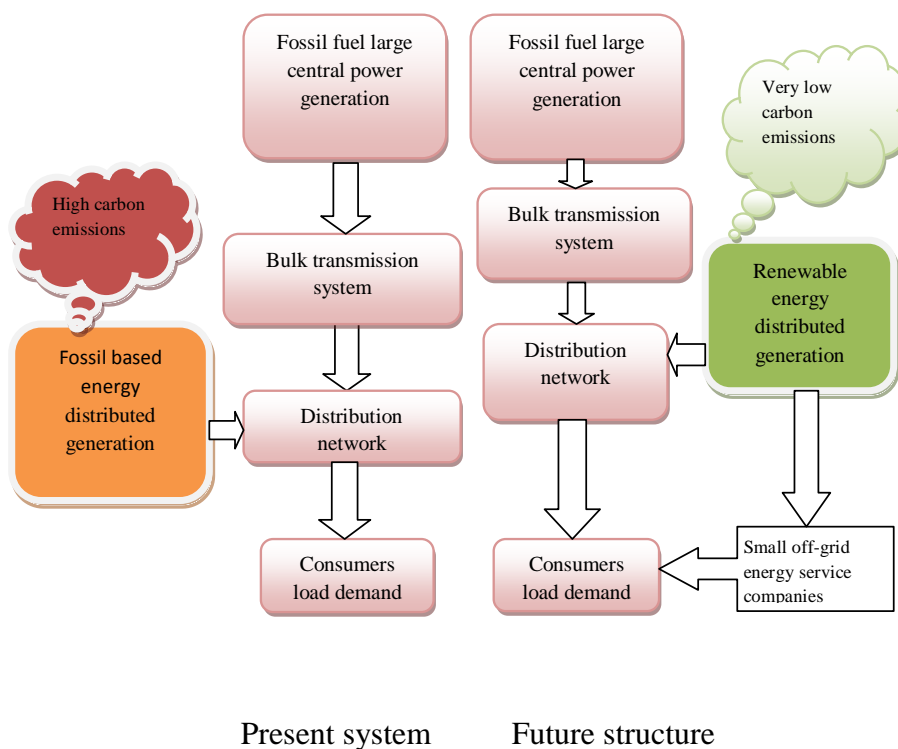 Fossil fuel large
central power
generation
Fossil fuel large
central power
generation
Very low
carbon
emissions
High carbon
emissions
Bulk transmission
system
Bulk transmission
system
Renewable
energy
distributed
generation
Fossil based
energy
distributed
generation
Distribution
network
Distribution
network
Consumers
load demand
Consumers
load demand
Small off-grid
energy service
companies
Present system
Future structure